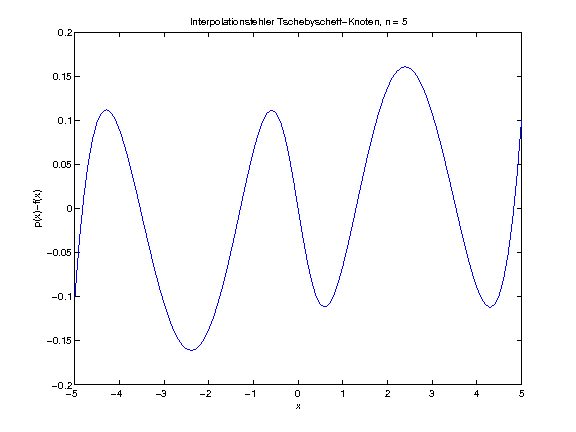 Interpolationsfehler Tschebyscheff−Knoten, n = 5
0.2
0.15
0.1
0.05
0
−0.05
−0.1
−0.15
−0.2
p(x)−f(x)
−5 −4 −3 −2 −1 0 1 2 3 4 5
x